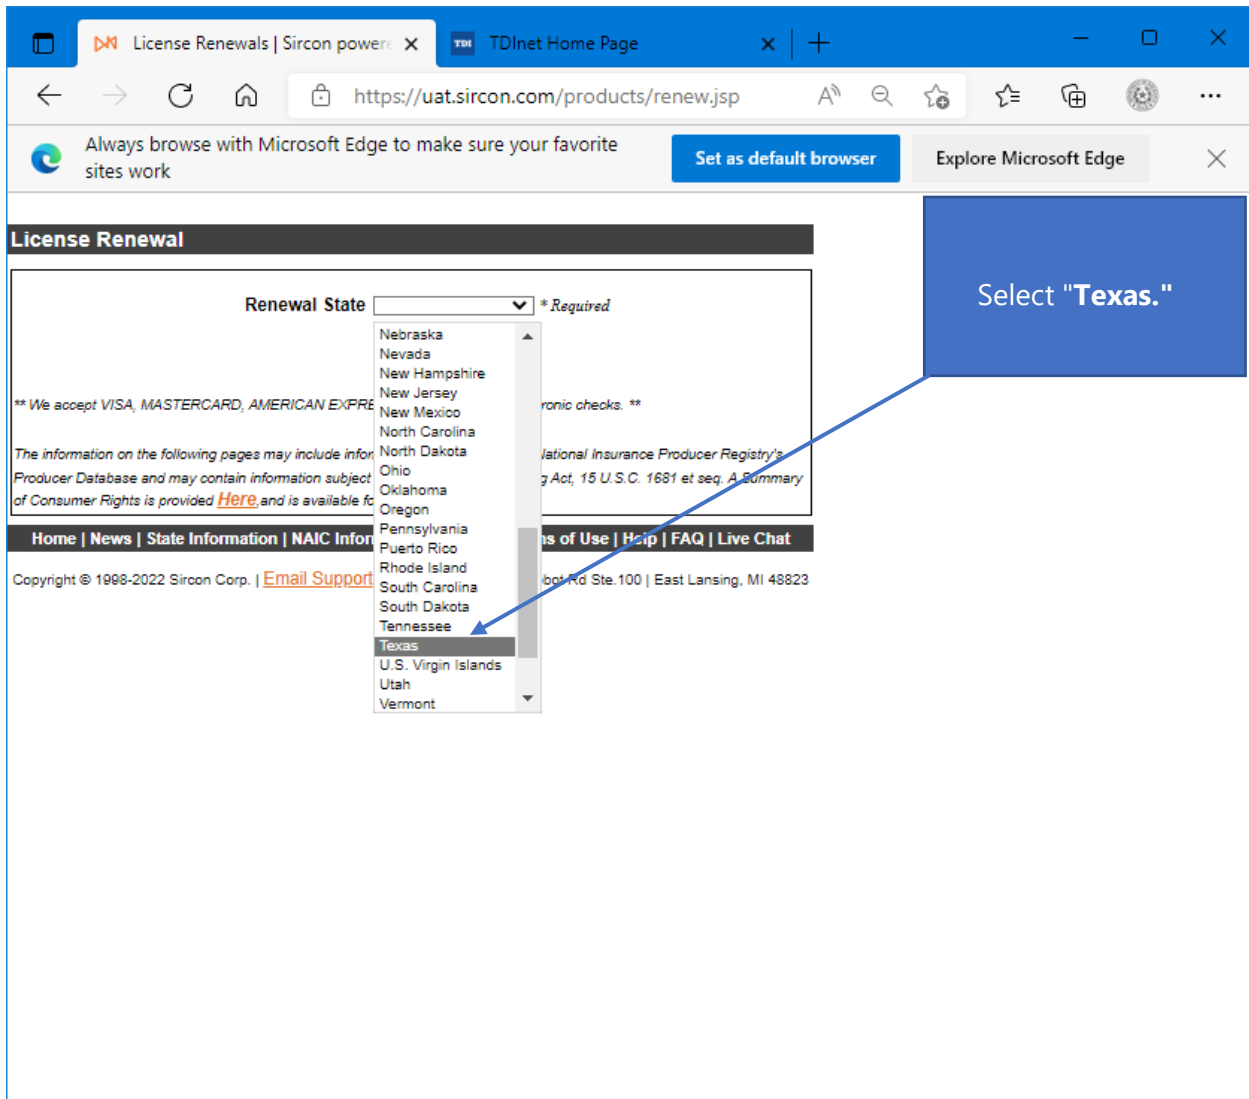 License Renewals | Sircon powere
TDI TDInet Home Page
https://uat.sircon.com/products/renew.jsp
Always browse with Microsoft Edge to make sure your favorite
sites work
Set as default browser
Explore Microsoft Edge
License Renewal
Select "Texas."
Renewal State * Required
Nebraska
Nevada
New Hampshire
New Jersey
New Mexico
North Carolina
North Dakota
Ohio
Oklahoma
Oregon
Pennsylvania
Puerto Rico
Rhode Island
South Carolina
South Dakota
Tennessee
Texas
U.S. Virgin Islands
Utah
Vermont
** We accept VISA, MASTERCARD, AMERICAN EXPRE ronic checks. **
The information on the following pages may include infor National Insurance Producer Registry's
Producer Database and may contain information subject g Act, 15 U.S.C. 1681 et seq. A Summary
of Consumer Rights is provided Here,and is available fo
Home | News | State Information | NAIC Infor ns of Use | Help | FAQ | Live Chat
Copyright © 1998-2022 Sircon Corp. | Email Support bot Rd Ste.100 | East Lansing, MI 48823